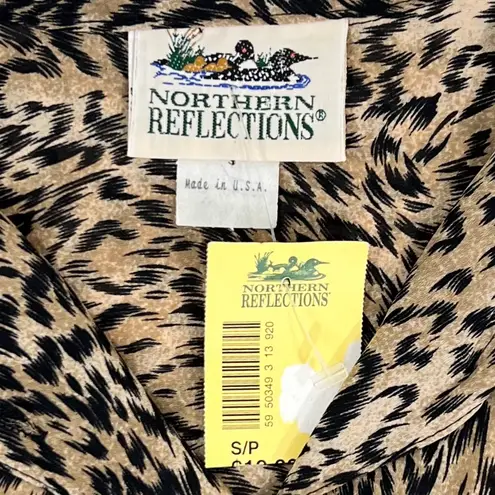 NORTHERN
REFLECTIONS®
Made in U.S.A.
NORTHERN
REFLECTIONS
59 50349 3 13 920
S/P